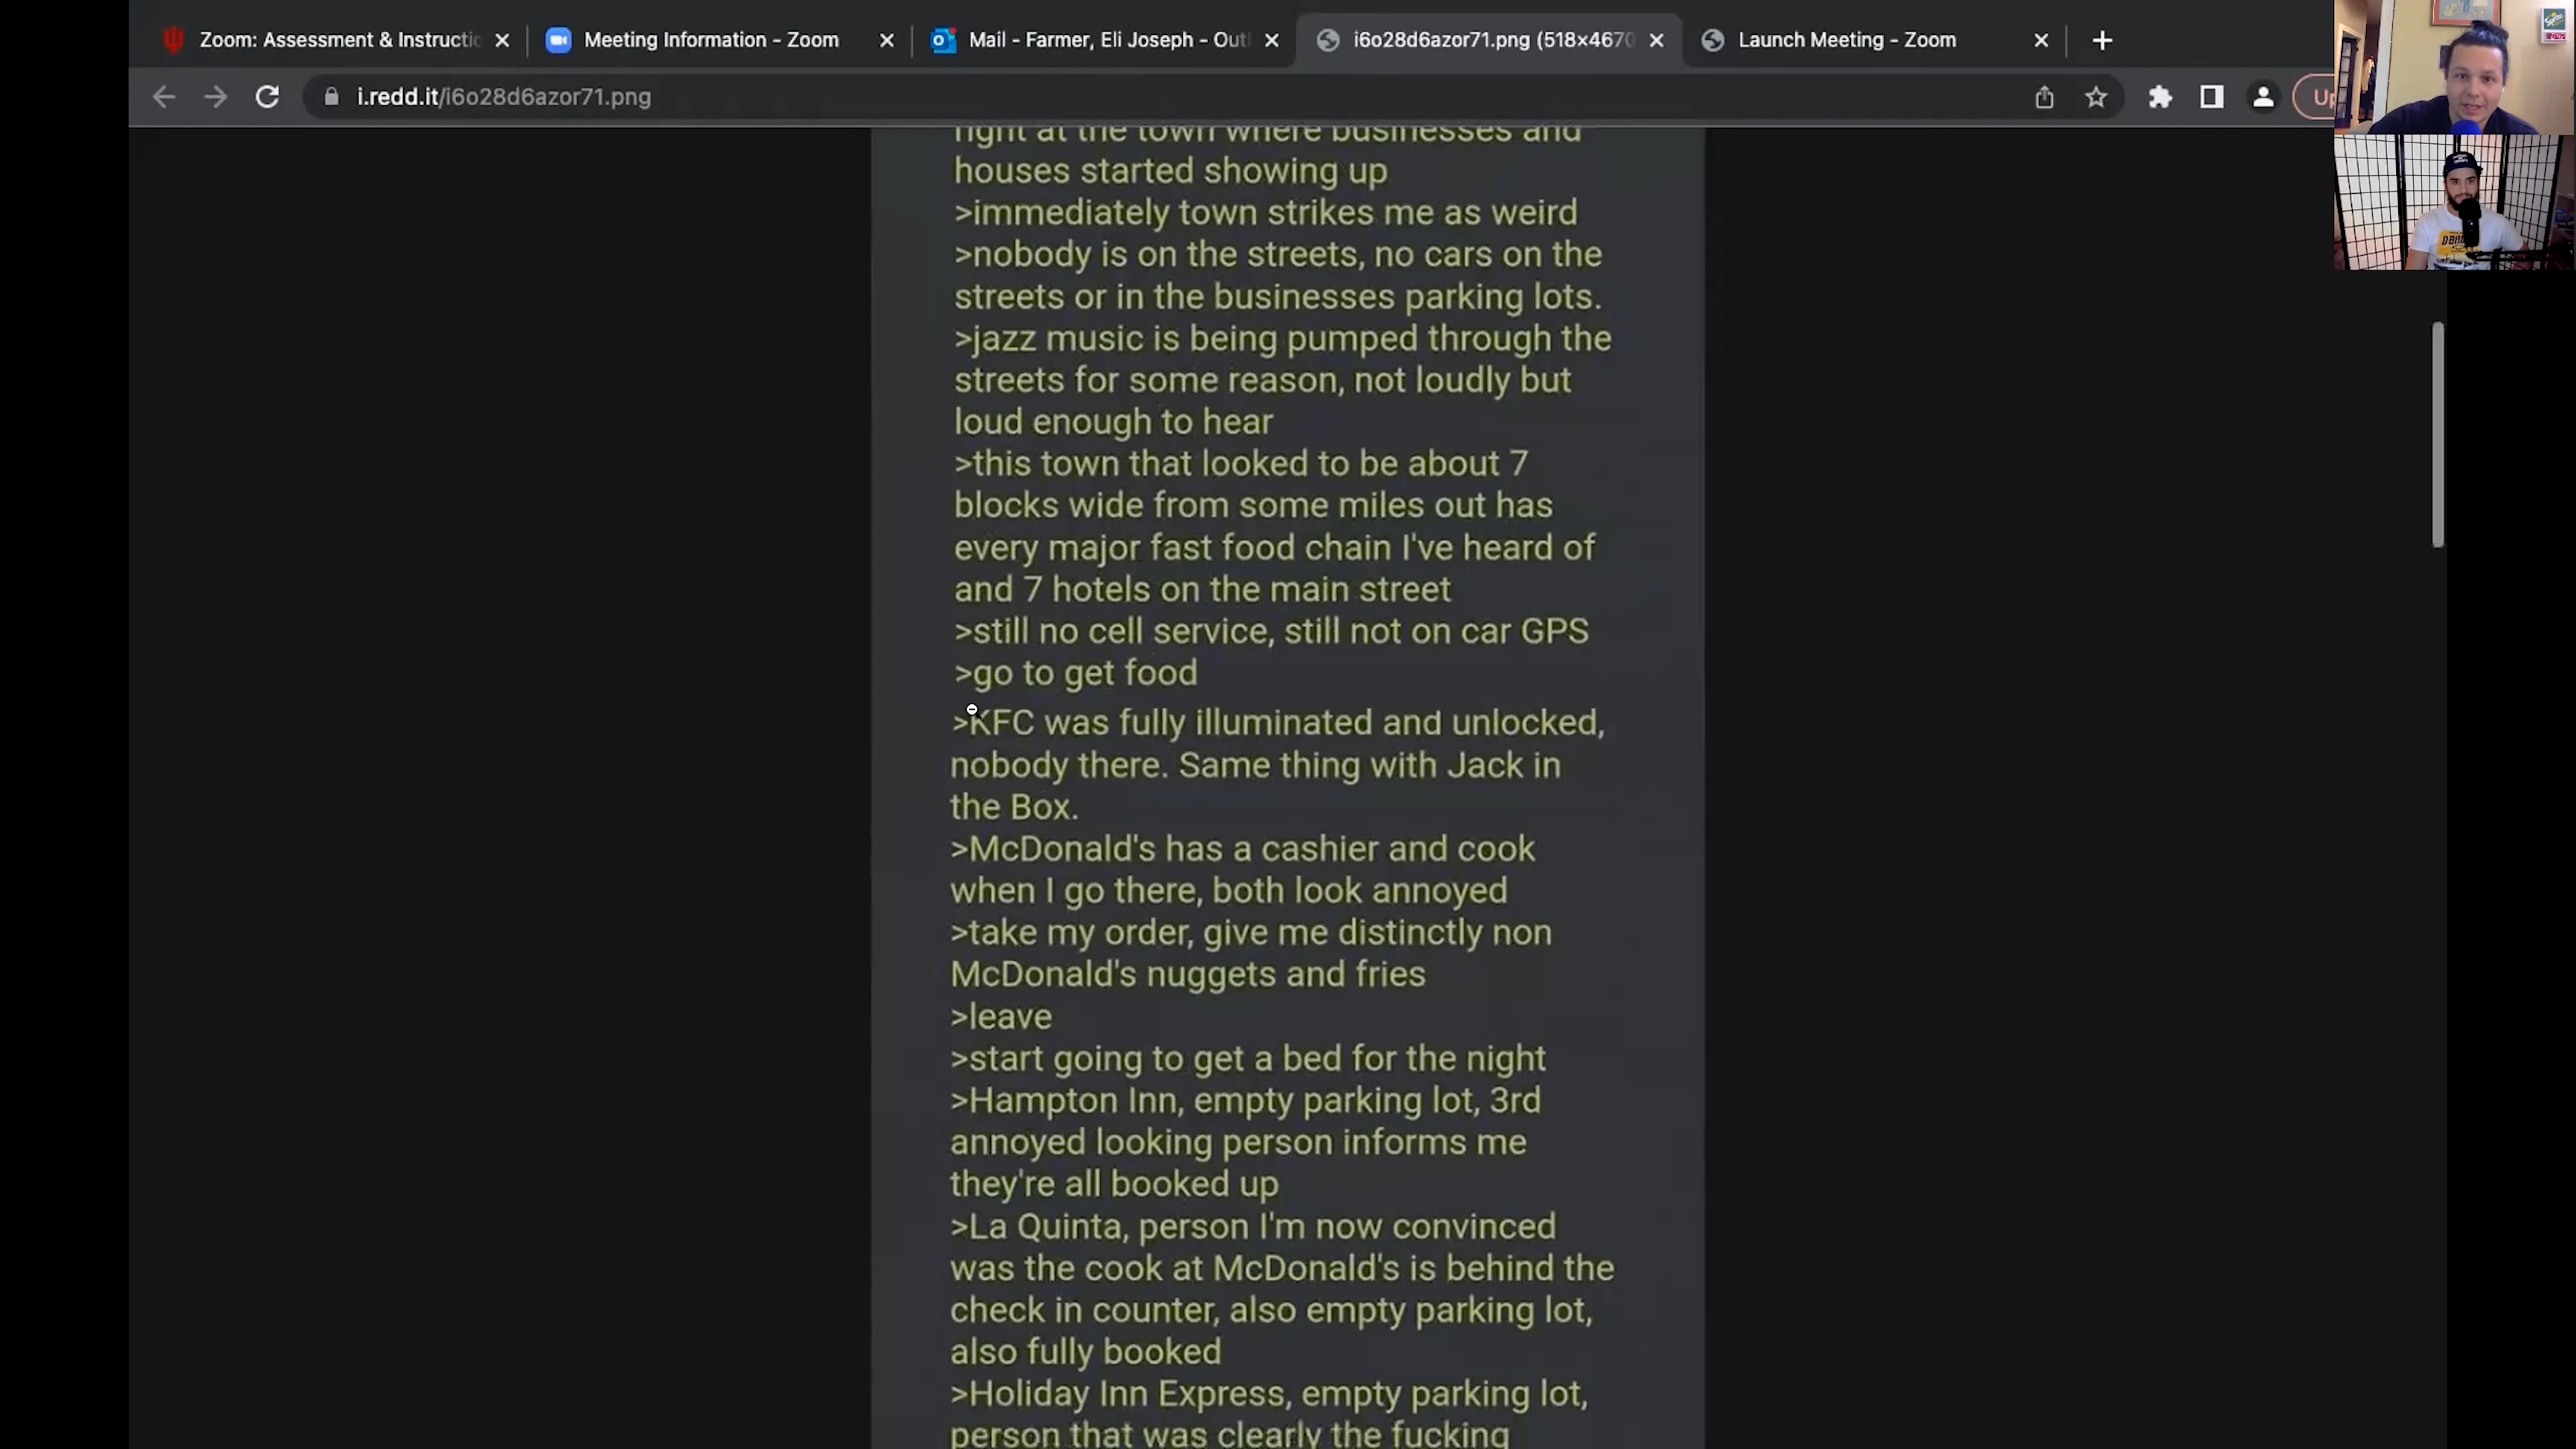 Zoom: Assessment & Instructi
Meeting Information - Zoom
Mail - Farmer, Eli Joseph - Out
i6o28d6azor71.png (518×4670
Launch Meeting - Zoom
i.redd.it/i6o28d6azor71.png
Up
right at the town where businesses and
houses started showing up
>immediately town strikes me as weird
>nobody is on the streets, no cars on the
streets or in the businesses parking lots.
>jazz music is being pumped through the
streets for some reason, not loudly but
loud enough to hear
>this town that looked to be about 7
blocks wide from some miles out has
every major fast food chain I've heard of
and 7 hotels on the main street
>still no cell service, still not on car GPS
>go to get food
>KFC was fully illuminated and unlocked,
nobody there. Same thing with Jack in
the Box.
>McDonald's has a cashier and cook
when I go there, both look annoyed
>take my order, give me distinctly non
McDonald's nuggets and fries
>leave
>start going to get a bed for the night
>Hampton Inn, empty parking lot, 3rd
annoyed looking person informs me
they're all booked up
>La Quinta, person I'm now convinced
was the cook at McDonald's is behind the
check in counter, also empty parking lot,
also fully booked
>Holiday Inn Express, empty parking lot,
person that was clearly the fucking